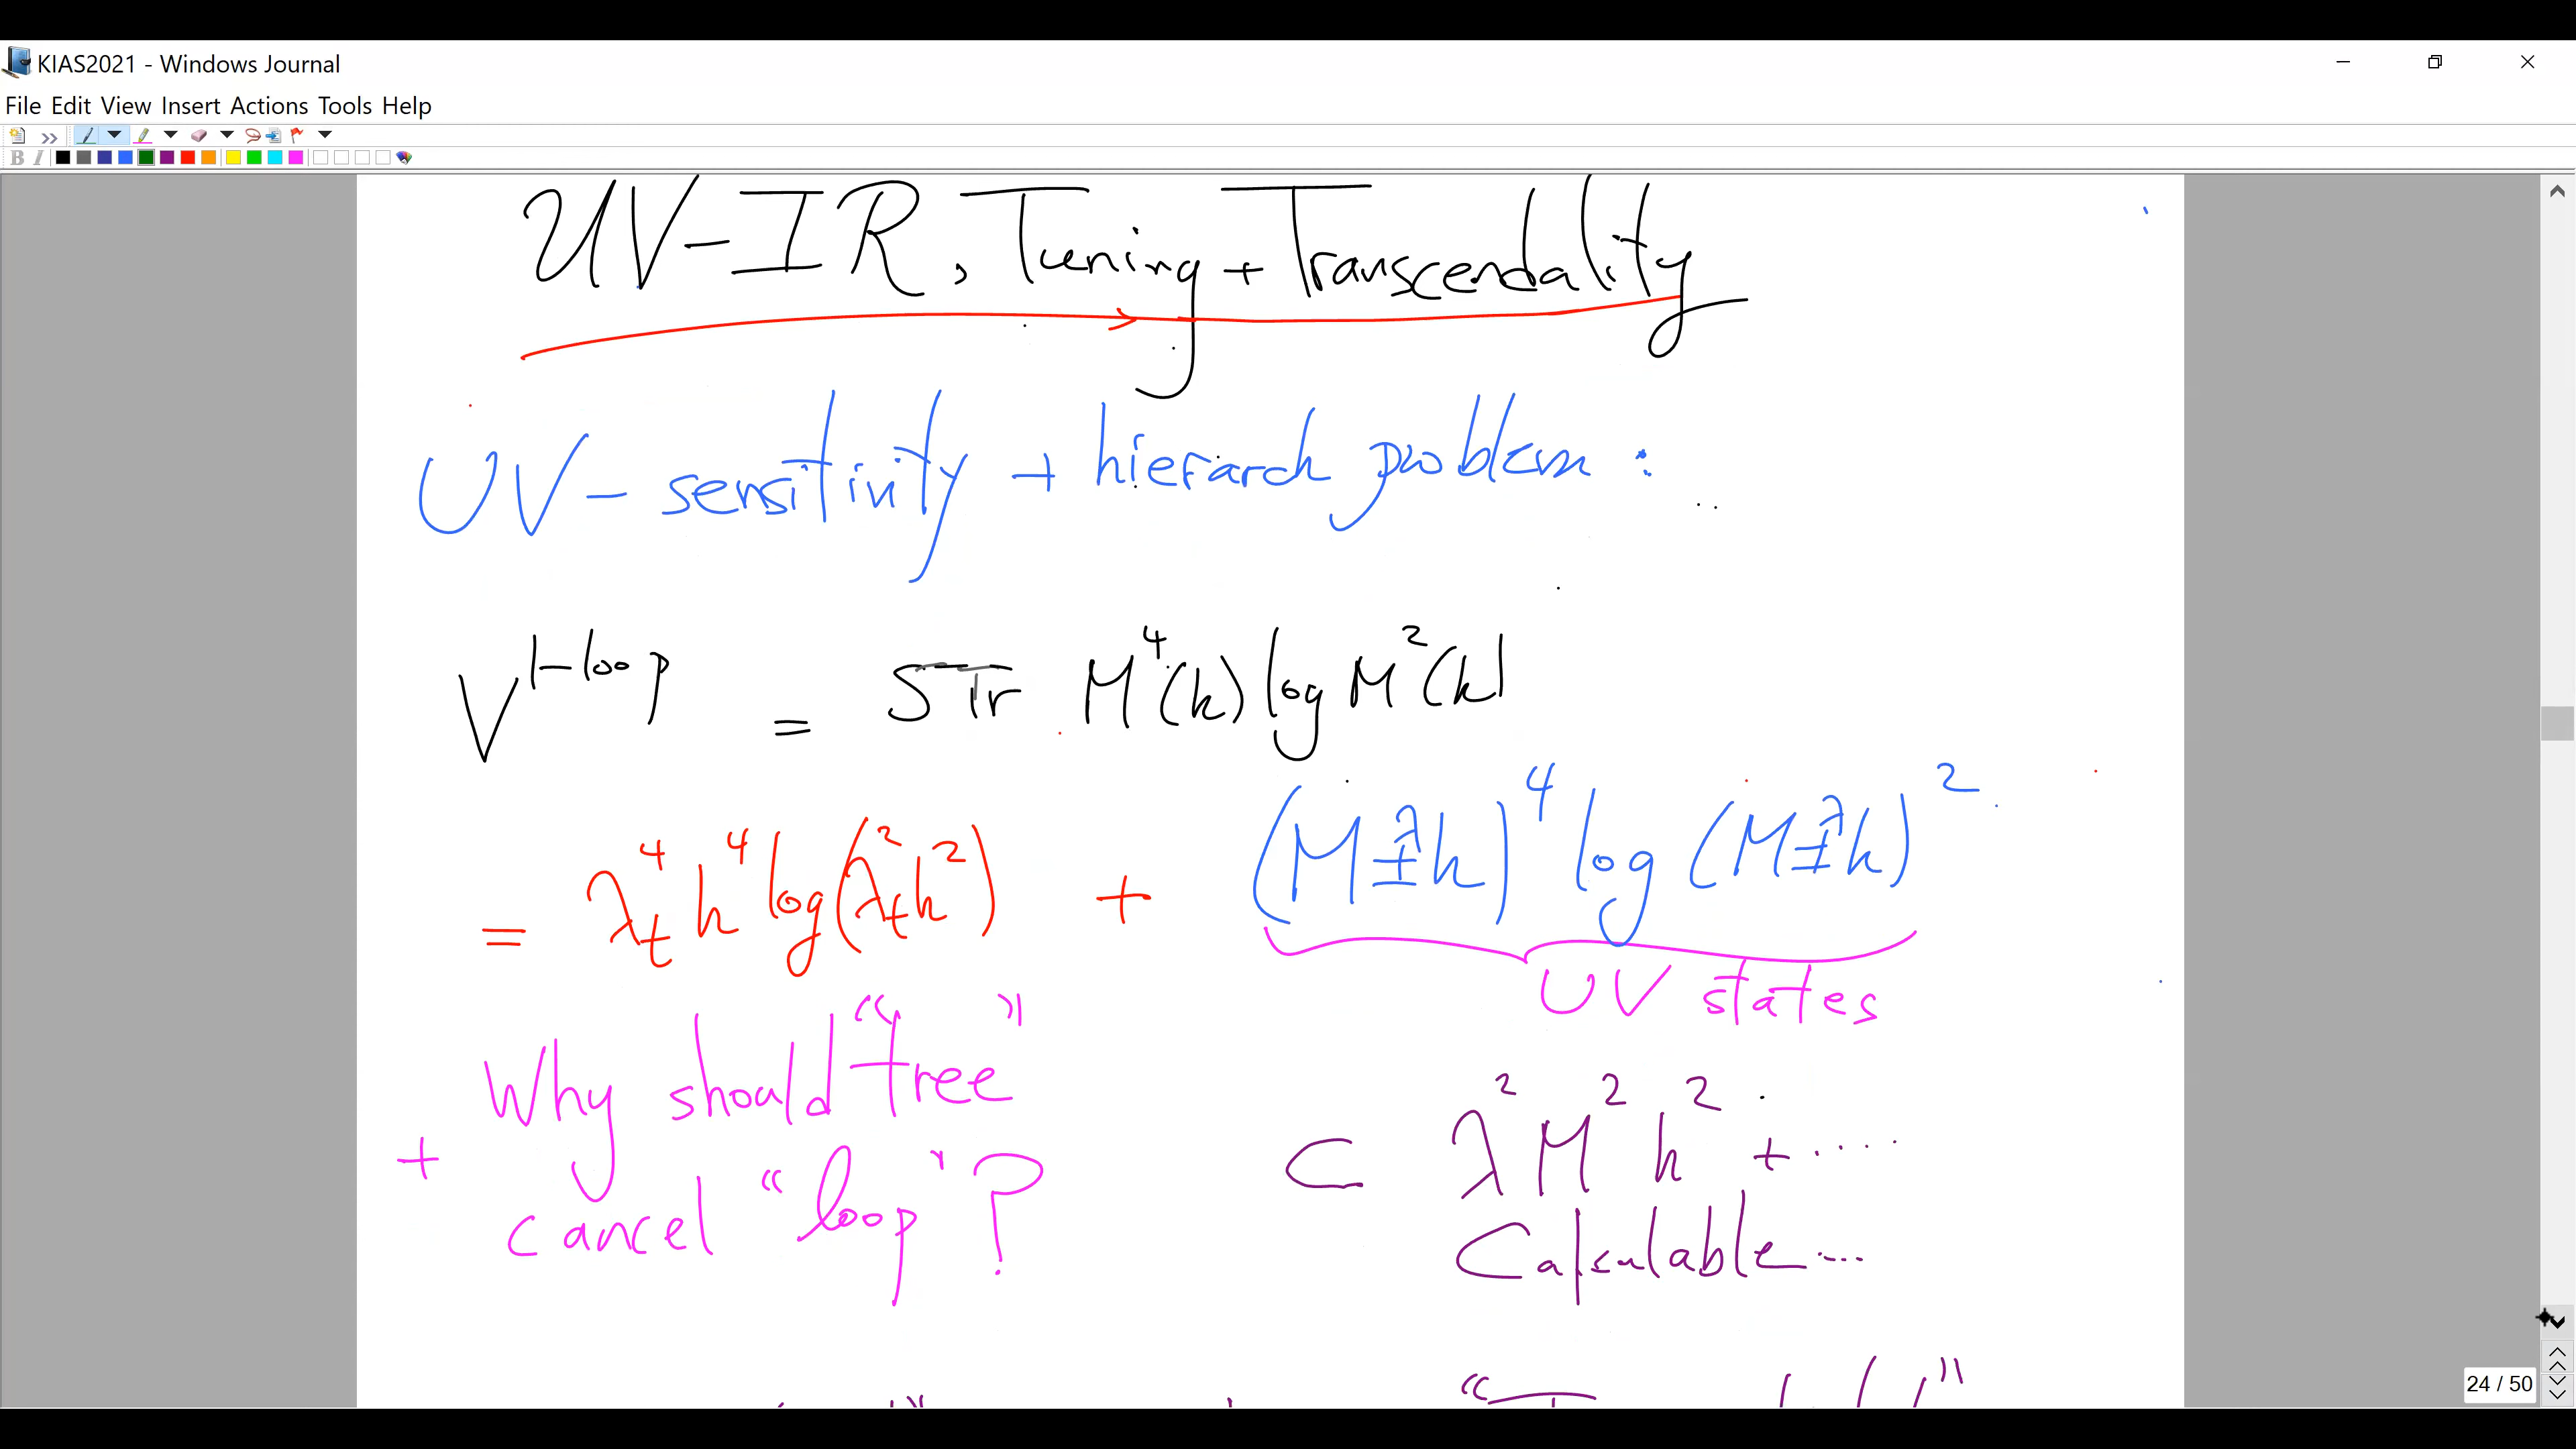 KIAS2021 - Windows Journal
File Edit View Insert Actions Tools Help
B I
UV-IR, Tuning + Transcendality
UV- sensitivity + hierarch problem :
V^{1-loop} = STr M^4(h) log M^2(h)
= λ_t^4 h^4 log(λ_t^2 h^2) + (M ± λh)^4 log (M ± λh)^2
UV states
+ Why should "tree"
cancel "loop"?
⊂ λ^2 M^2 h^2 + ....
Calculable...
24 / 50